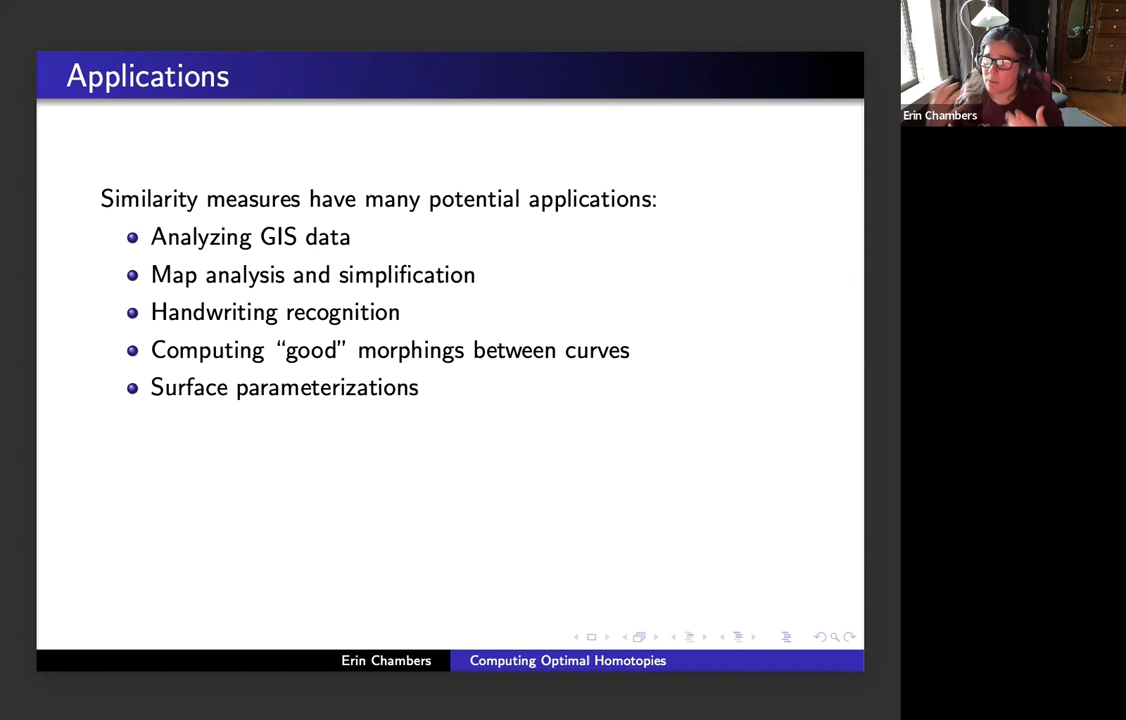 Applications
Similarity measures have many potential applications:
Analyzing GIS data
Map analysis and simplification
Handwriting recognition
Computing “good” morphings between curves
Surface parameterizations
Erin Chambers
Computing Optimal Homotopies
Erin Chambers